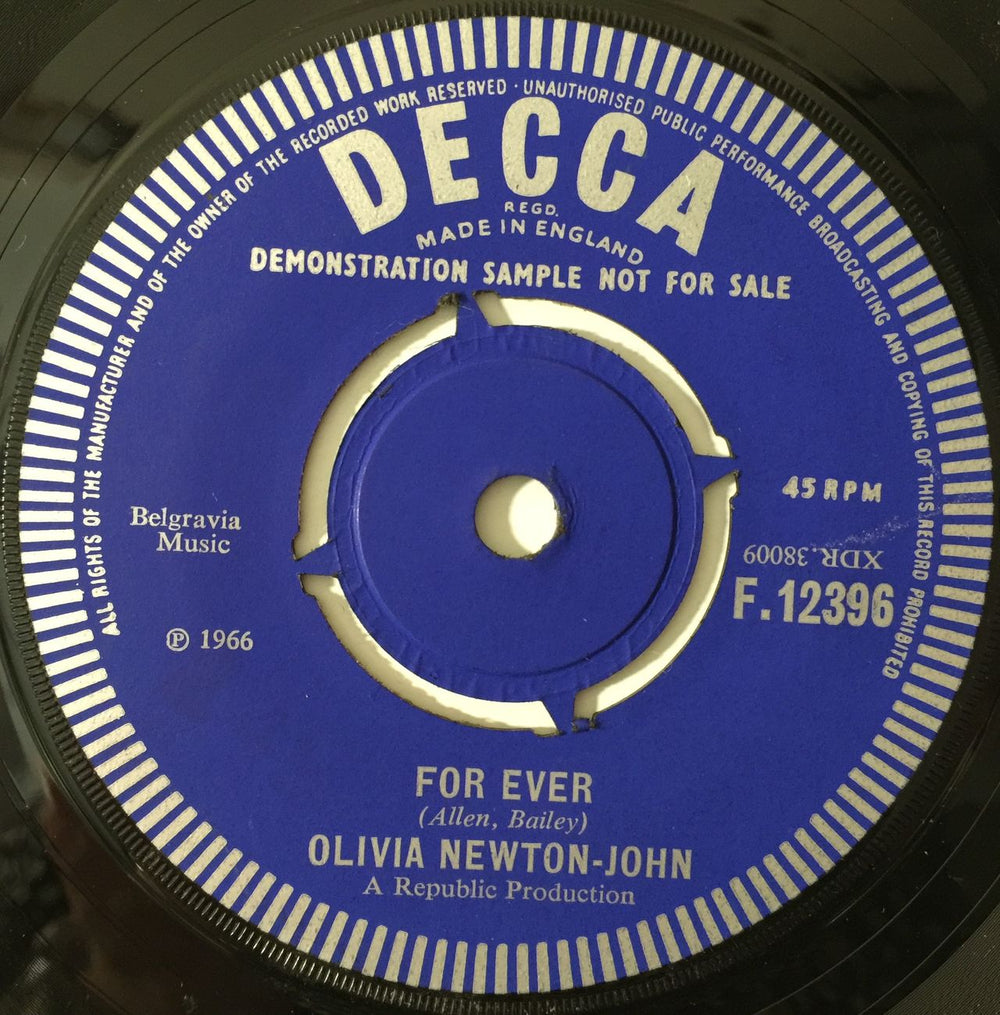 ALL RIGHTS OF THE MANUFACTURER AND OF THE OWNER OF THE RECORDED WORK RESERVED · UNAUTHORISED PUBLIC PERFORMANCE BROADCASTING AND COPYING OF THIS RECORD PROHIBITED
DECCA
REGD.
MADE IN ENGLAND
DEMONSTRATION SAMPLE NOT FOR SALE
45 RPM
Belgravia
Music
XDR.38009
F.12396
℗ 1966
FOR EVER
(Allen, Bailey)
OLIVIA NEWTON-JOHN
A Republic Production